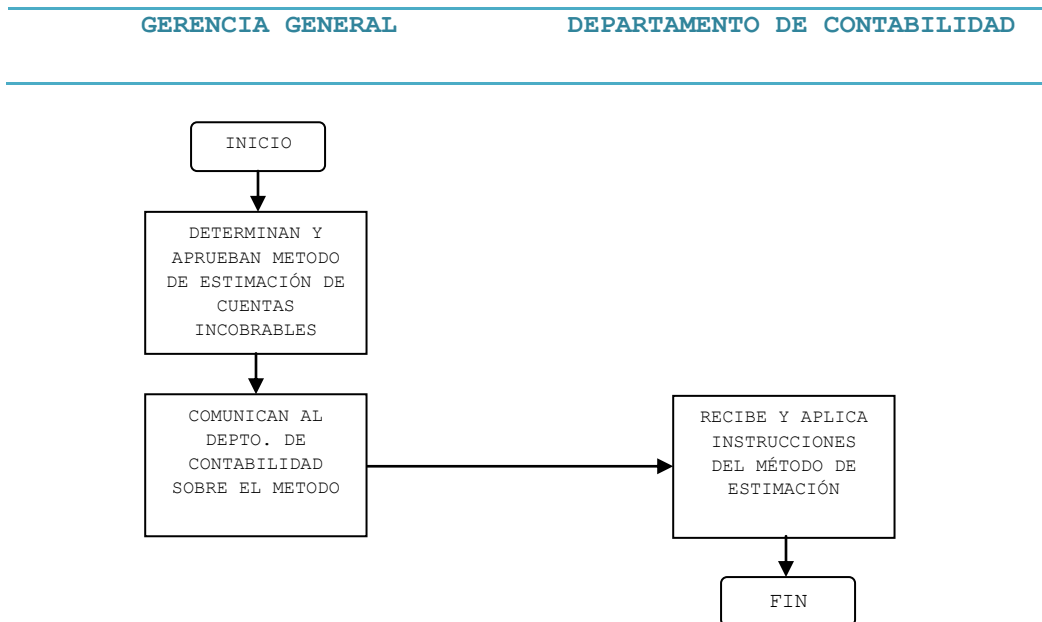 GERENCIA GENERAL
DEPARTAMENTO DE CONTABILIDAD
INICIO
DETERMINAN Y
APRUEBAN METODO
DE ESTIMACIÓN DE
CUENTAS
INCOBRABLES
COMUNICAN AL
DEPTO. DE
CONTABILIDAD
SOBRE EL METODO
RECIBE Y APLICA
INSTRUCCIONES
DEL MÉTODO DE
ESTIMACIÓN
FIN